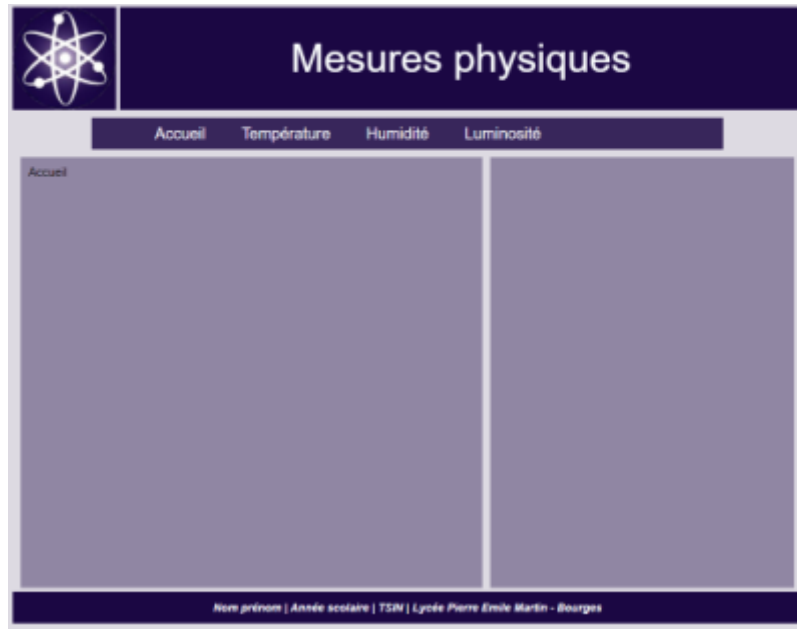 Mesures physiques
Accueil Température Humidité Luminosité
Accueil
Nom prénom | Année scolaire | TSIN | Lycée Pierre Emile Martin - Bourges